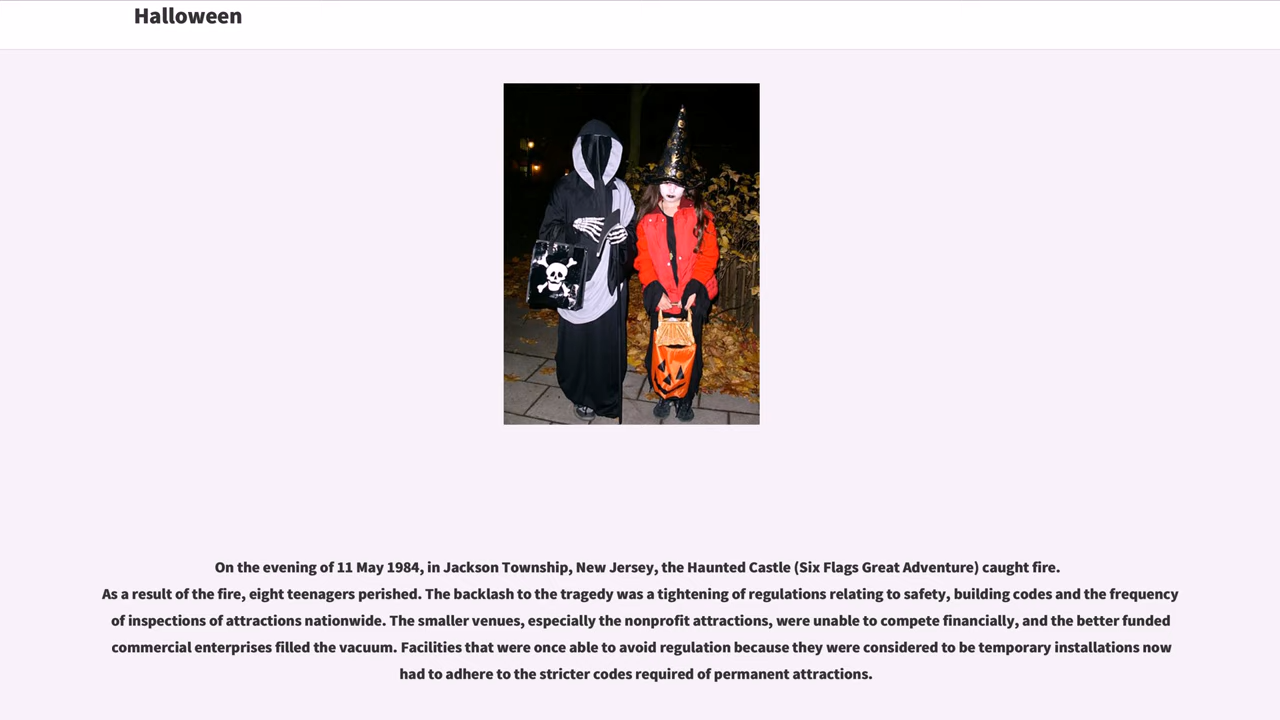 Halloween
On the evening of 11 May 1984, in Jackson Township, New Jersey, the Haunted Castle (Six Flags Great Adventure) caught fire.
As a result of the fire, eight teenagers perished. The backlash to the tragedy was a tightening of regulations relating to safety, building codes and the frequency
of inspections of attractions nationwide. The smaller venues, especially the nonprofit attractions, were unable to compete financially, and the better funded
commercial enterprises filled the vacuum. Facilities that were once able to avoid regulation because they were considered to be temporary installations now
had to adhere to the stricter codes required of permanent attractions.